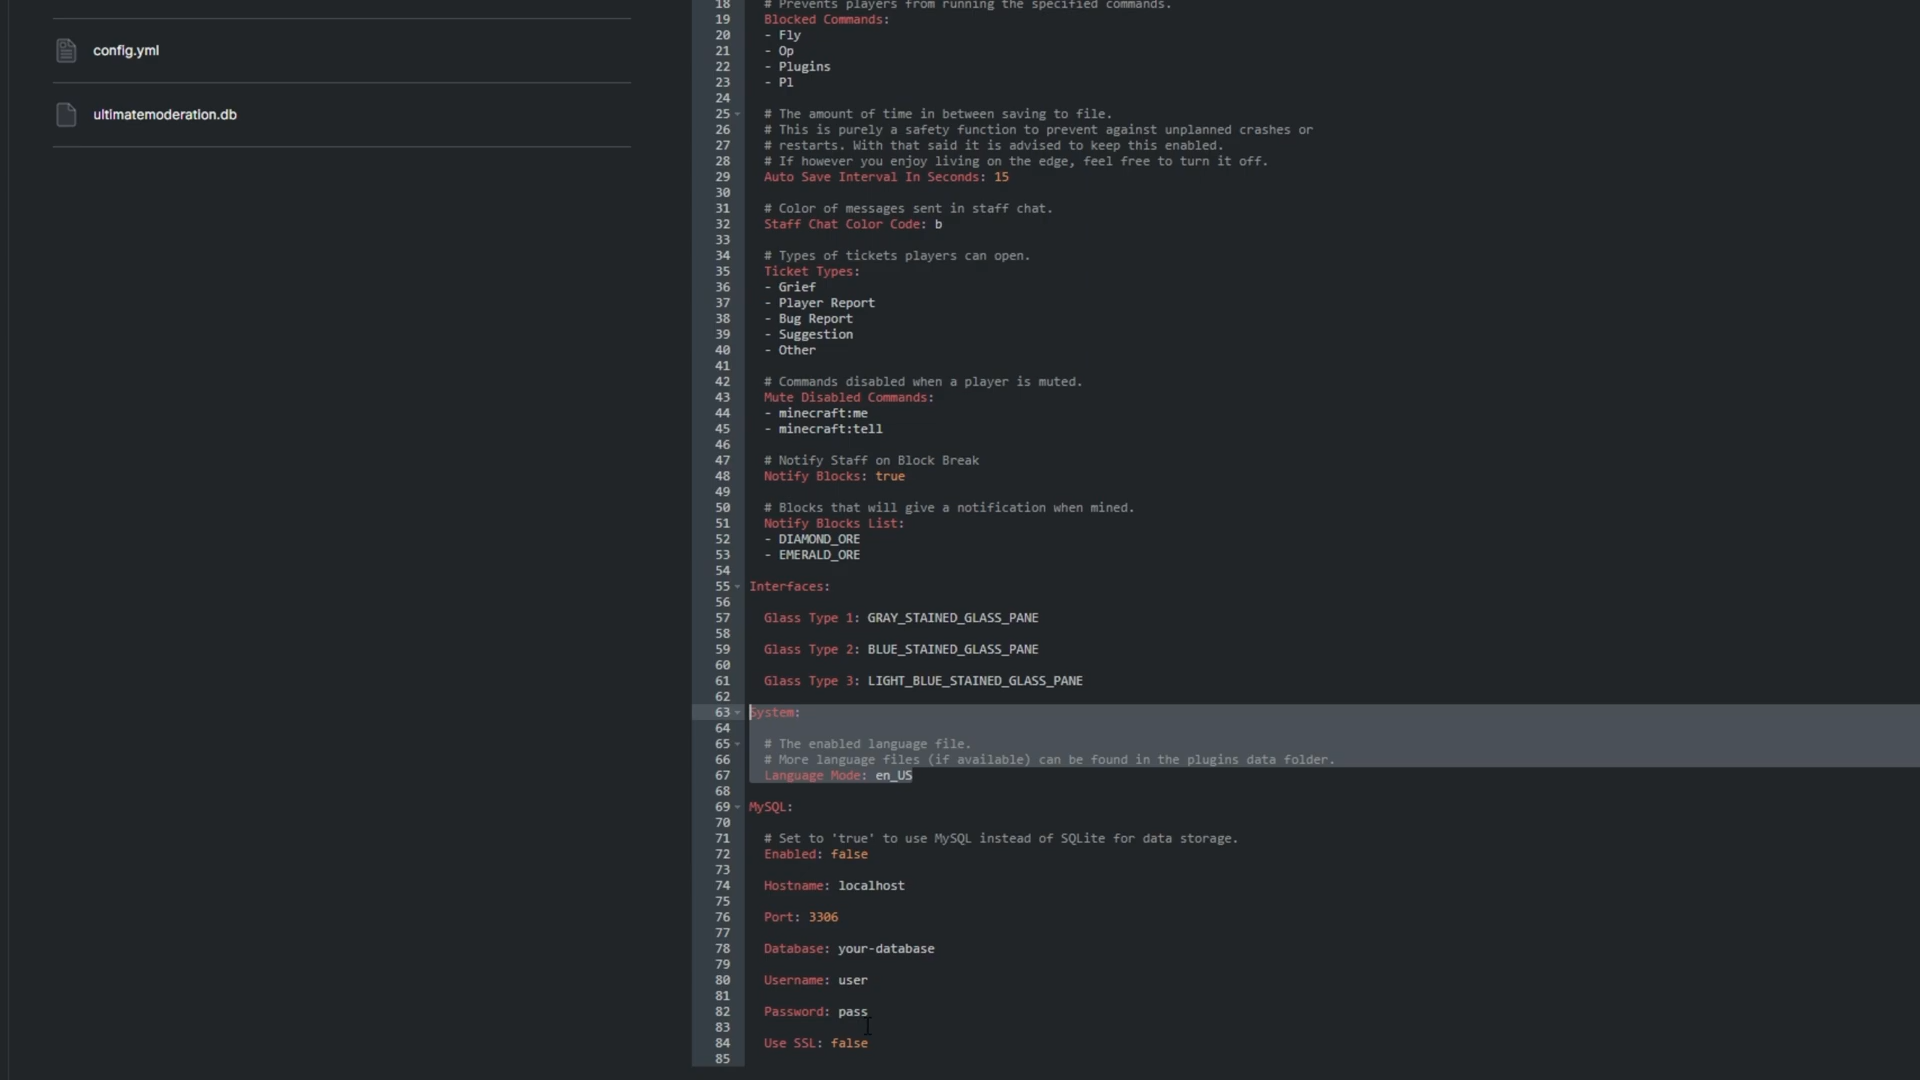 config.yml
ultimatemoderation.db
18 # Prevents players from running the specified commands.
19 Blocked Commands:
20 - Fly
21 - Op
22 - Plugins
23 - Pl
24
25 # The amount of time in between saving to file.
26 # This is purely a safety function to prevent against unplanned crashes or
27 # restarts. With that said it is advised to keep this enabled.
28 # If however you enjoy living on the edge, feel free to turn it off.
29 Auto Save Interval In Seconds: 15
30
31 # Color of messages sent in staff chat.
32 Staff Chat Color Code: b
33
34 # Types of tickets players can open.
35 Ticket Types:
36 - Grief
37 - Player Report
38 - Bug Report
39 - Suggestion
40 - Other
41
42 # Commands disabled when a player is muted.
43 Mute Disabled Commands:
44 - minecraft:me
45 - minecraft:tell
46
47 # Notify Staff on Block Break
48 Notify Blocks: true
49
50 # Blocks that will give a notification when mined.
51 Notify Blocks List:
52 - DIAMOND_ORE
53 - EMERALD_ORE
54
55 Interfaces:
56
57 Glass Type 1: GRAY_STAINED_GLASS_PANE
58
59 Glass Type 2: BLUE_STAINED_GLASS_PANE
60
61 Glass Type 3: LIGHT_BLUE_STAINED_GLASS_PANE
62
63 System:
64
65 # The enabled language file.
66 # More language files (if available) can be found in the plugins data folder.
67 Language Mode: en_US
68
69 MySQL:
70
71 # Set to 'true' to use MySQL instead of SQLite for data storage.
72 Enabled: false
73
74 Hostname: localhost
75
76 Port: 3306
77
78 Database: your-database
79
80 Username: user
81
82 Password: pass
83
84 Use SSL: false
85